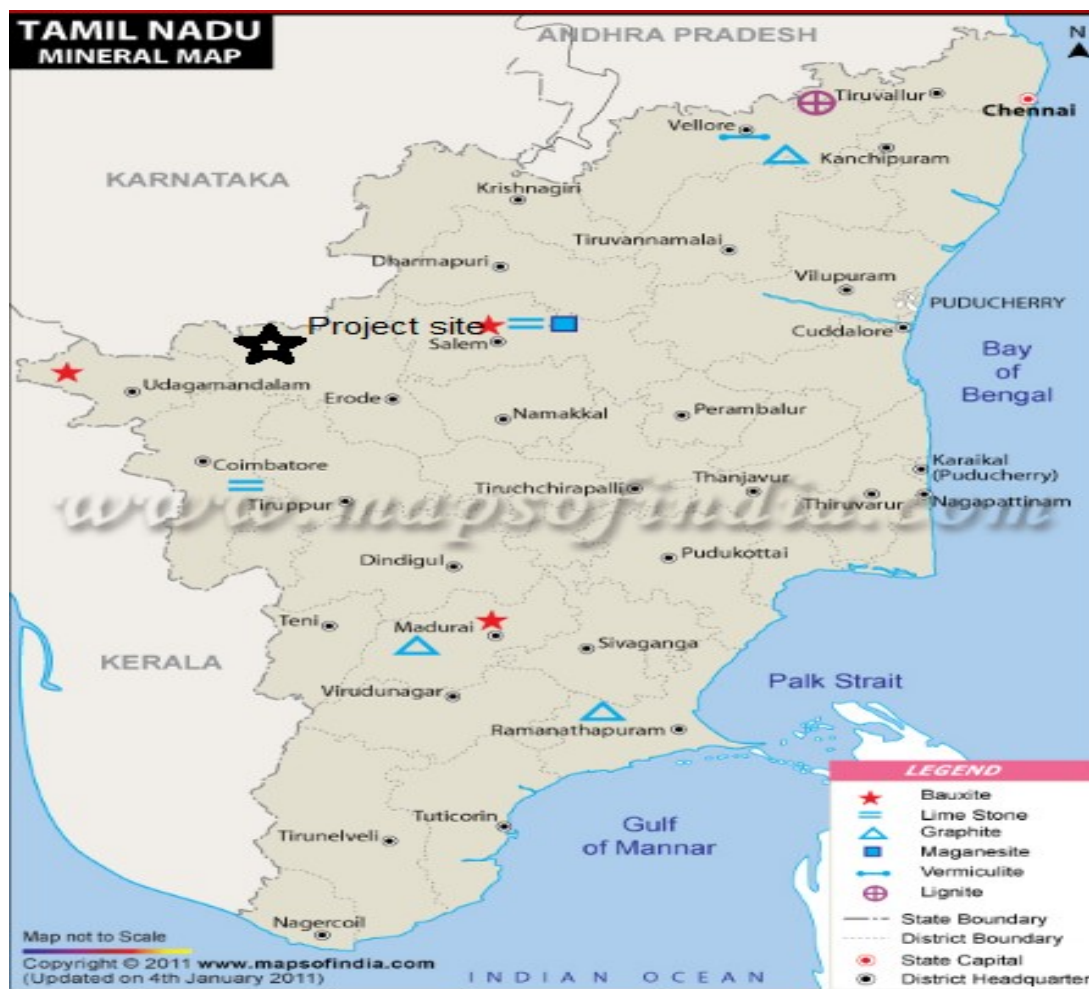 TAMIL NADU
MINERAL MAP
ANDHRA PRADESH
N
Tiruvallur
Chennai
Vellore
Kanchipuram
KARNATAKA
Krishnagiri
Tiruvannamalai
Dharmapuri
Vilupuram
PUDUCHERRY
Project site
Salem
Cuddalore
Bay
of
Bengal
Udagamandalam
Erode
Namakkal
Perambalur
Coimbatore
Karaikal
(Puducherry)
Tiruppur
Tiruchchirapalli
Thanjavur
Thiruvarur
Nagapattinam
www.mapsofindia.com
Dindigul
Pudukottai
Teni
Madurai
Sivaganga
KERALA
Virudunagar
Palk Strait
Ramanathapuram
Tuticorin
Tirunelveli
Gulf
of Mannar
Nagercoil
LEGEND
Bauxite
Lime Stone
Graphite
Maganesite
Vermiculite
Lignite
State Boundary
District Boundary
State Capital
District Headquarter
Map not to Scale
Copyright © 2011 www.mapsofindia.com
(Updated on 4th January 2011)
INDIAN OCEAN